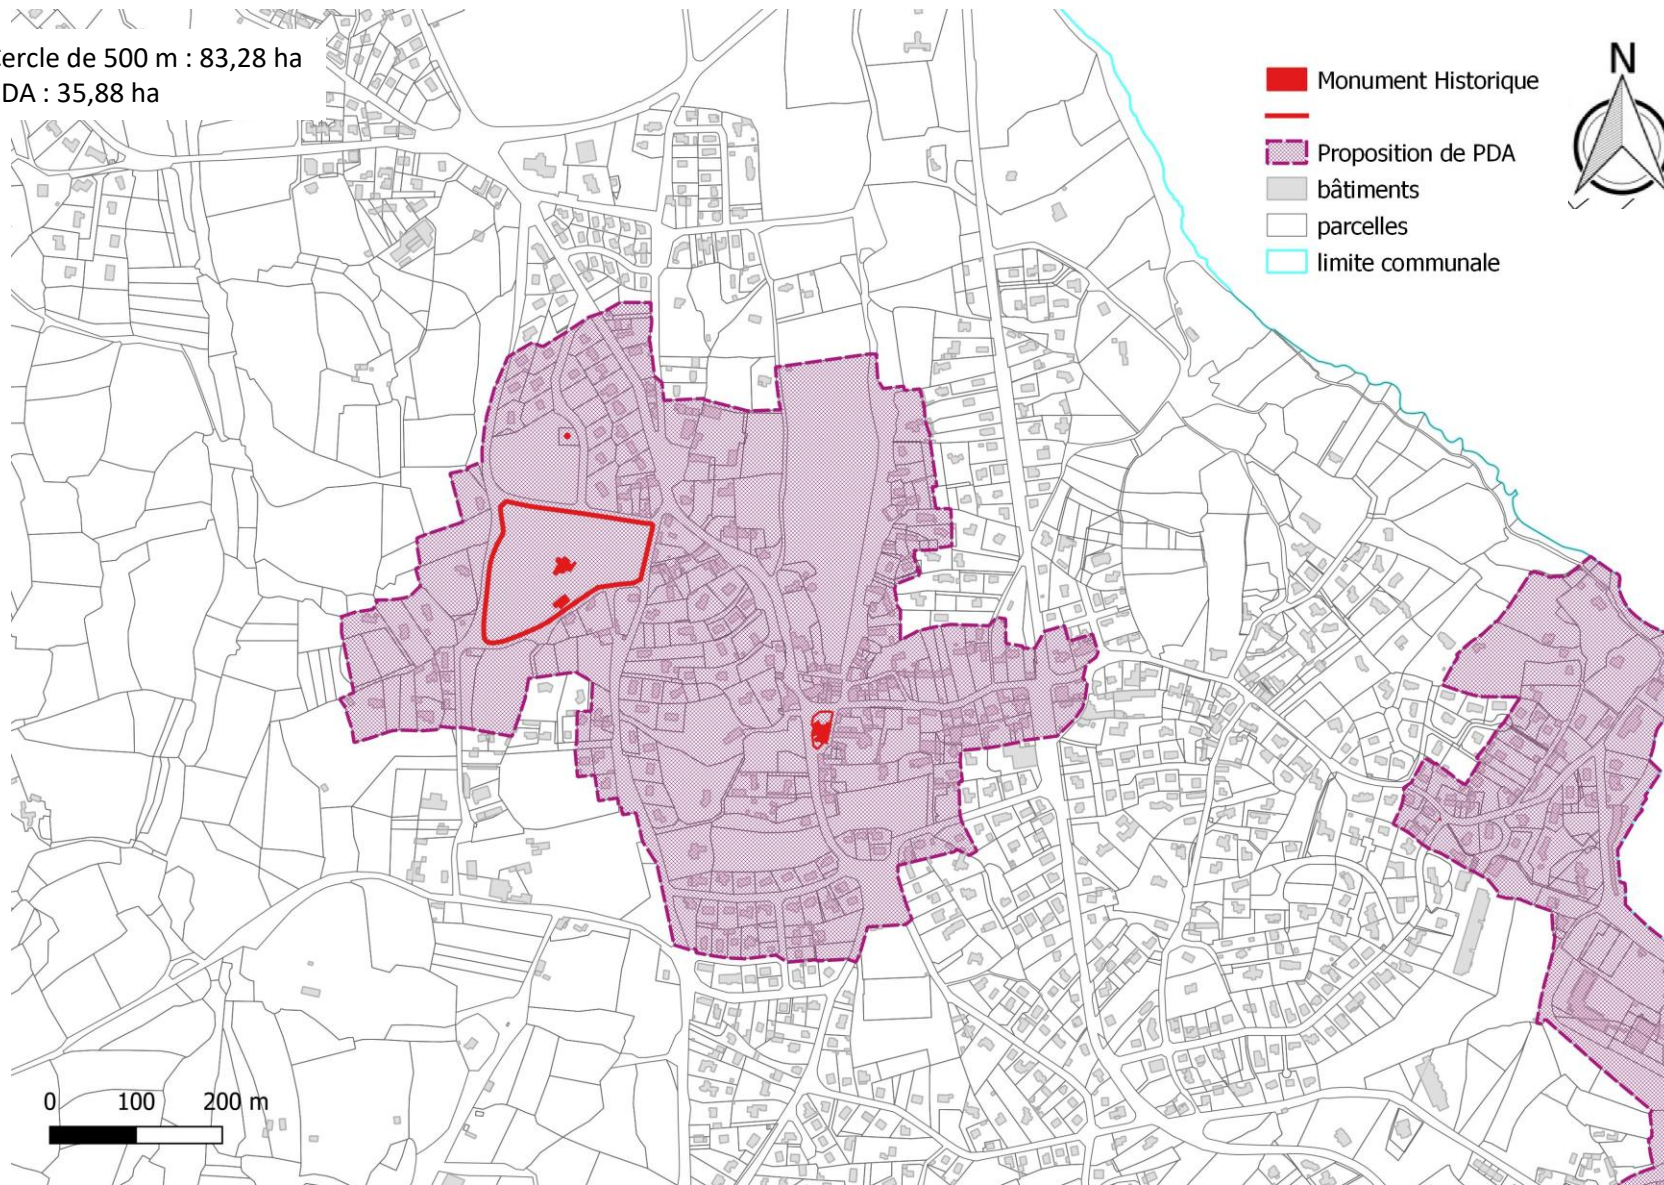 ercle de 500 m : 83,28 ha
DA : 35,88 ha
N
Monument Historique
Proposition de PDA
bâtiments
parcelles
limite communale
0 100 200 m